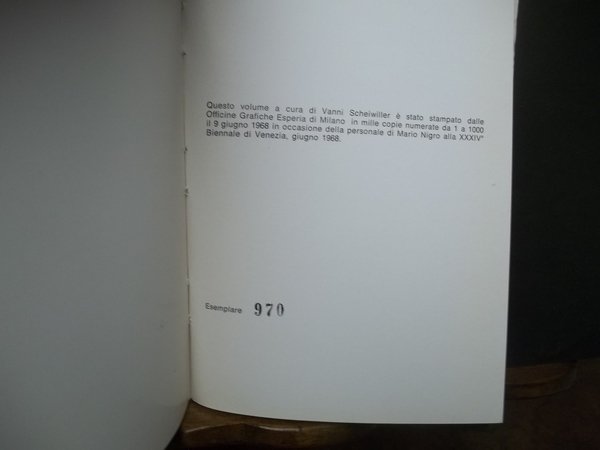 Questo volume a cura di Vanni Scheiwiller è stato stampato dalle
Officine Grafiche Esperia di Milano in mille copie numerate da 1 a 1000
il 9 giugno 1968 in occasione della personale di Mario Nigro alla XXXIVª
Biennale di Venezia, giugno 1968.
Esemplare 970